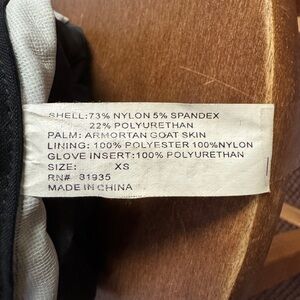 SHELL:73% NYLON 5% SPANDEX
22% POLYURETHAN
PALM: ARMORTAN GOAT SKIN
LINING: 100% POLYESTER 100%NYLON
GLOVE INSERT:100% POLYURETHAN
SIZE: XS
RN# 81935
MADE IN CHINA